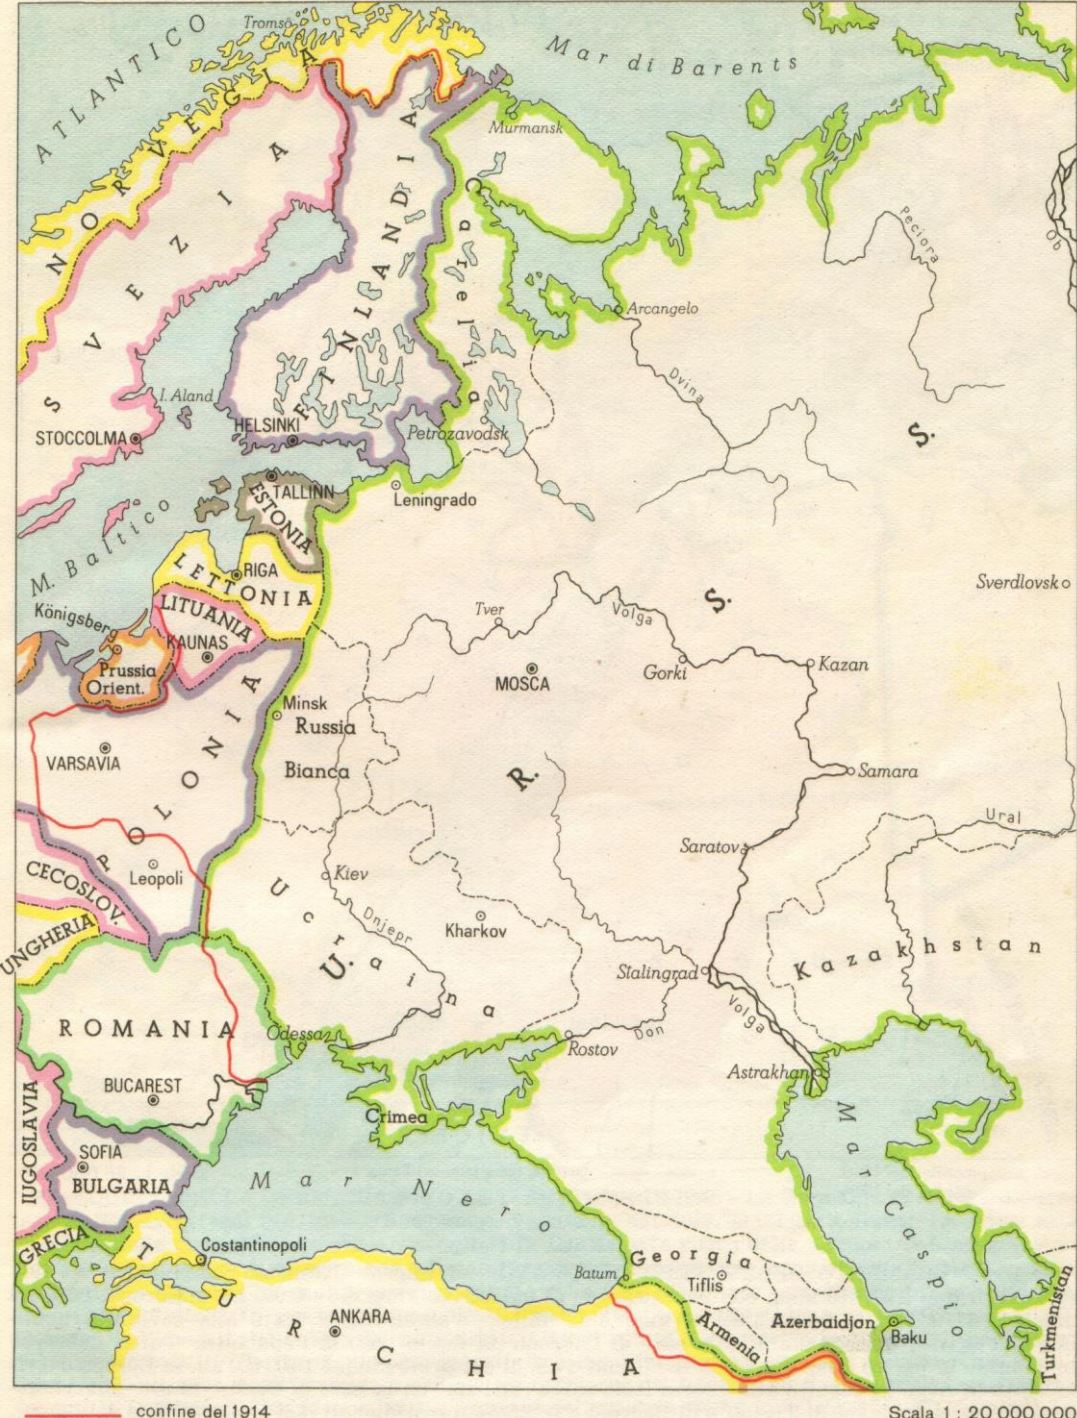 Tromsö
ATLANTICO
Mar di Barents
NORVEGIA
SVEZIA
FINLANDIA
Murmansk
Carelia
Peciora
Ob
Arcangelo
Dvina
I. Aland
STOCCOLMA
HELSINKI
Petrozavodsk
TALLINN
Leningrado
ESTONIA
M. Baltico
RIGA
LETTONIA
LITUANIA
KAUNAS
Königsberg
Prussia
Orient.
Tver
Volga
Sverdlovsk
MOSCA
Gorki
Kazan
U. R. S. S.
Minsk
Russia
Bianca
VARSAVIA
POLONIA
Samara
Ural
Saratov
Leopoli
Kiev
CECOSLOV.
Ucraina
Dnjepr
Kharkov
UNGHERIA
Kazakhstan
Stalingrad
Volga
ROMANIA
Odessa
Rostov
Don
Astrakhan
BUCAREST
Crimea
IUGOSLAVIA
SOFIA
BULGARIA
Mar Nero
Mar Caspio
GRECIA
Costantinopoli
Georgia
Batum
Tiflis
TURCHIA
ANKARA
Armenia
Azerbaidjan
Baku
Turkmenistan
confine del 1914
Scala 1 : 20 000 000